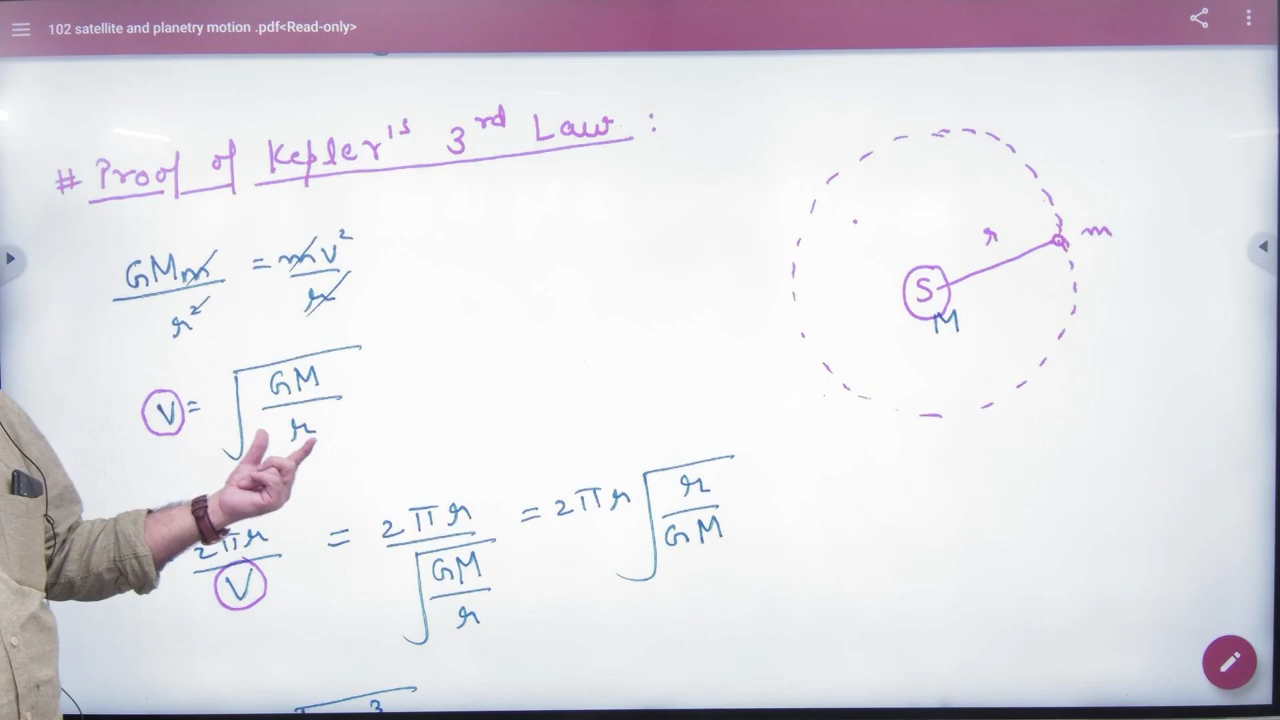 102 satellite and planetry motion .pdf<Read-only>
# Proof of Kepler's 3rd Law :
GMm/r² = mv²/r
V = √(GM/r)
2πr/V = 2πr/√(GM/r) = 2πr √(r/GM)
3
r
m
S
M